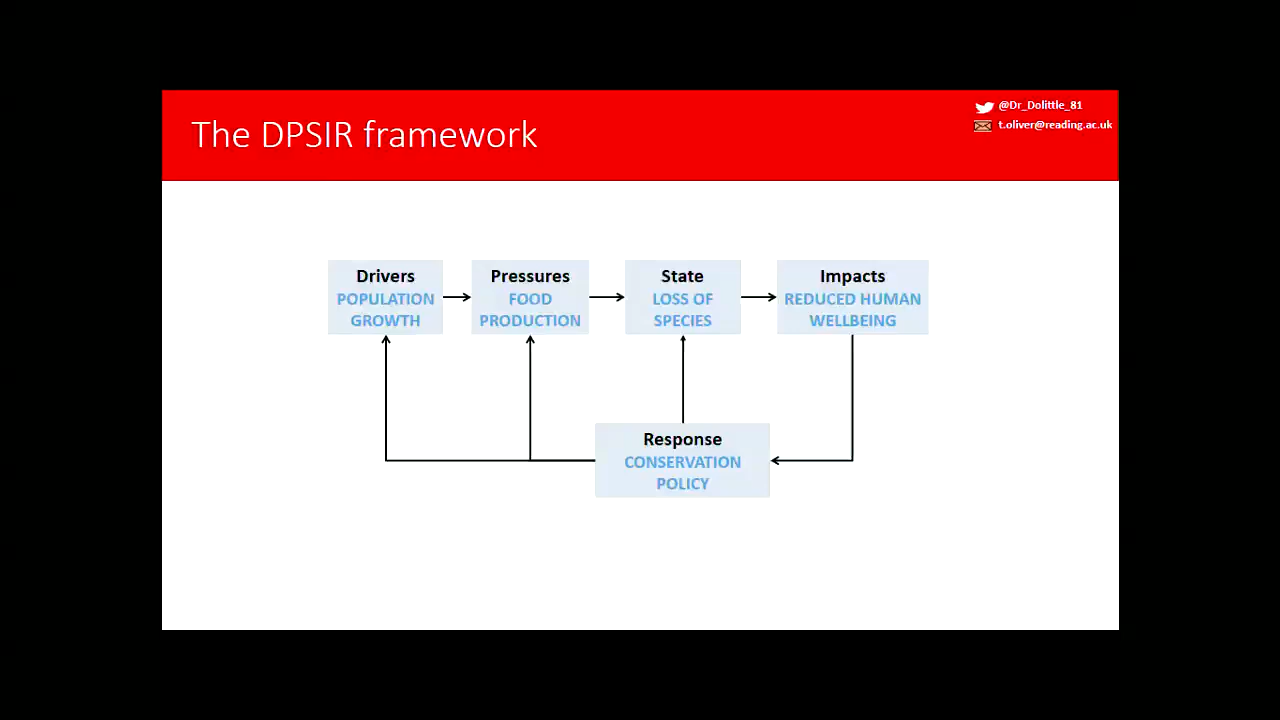 The DPSIR framework
@Dr_Dolittle_81
t.oliver@reading.ac.uk
Drivers
POPULATION
GROWTH
Pressures
FOOD
PRODUCTION
State
LOSS OF
SPECIES
Impacts
REDUCED HUMAN
WELLBEING
Response
CONSERVATION
POLICY